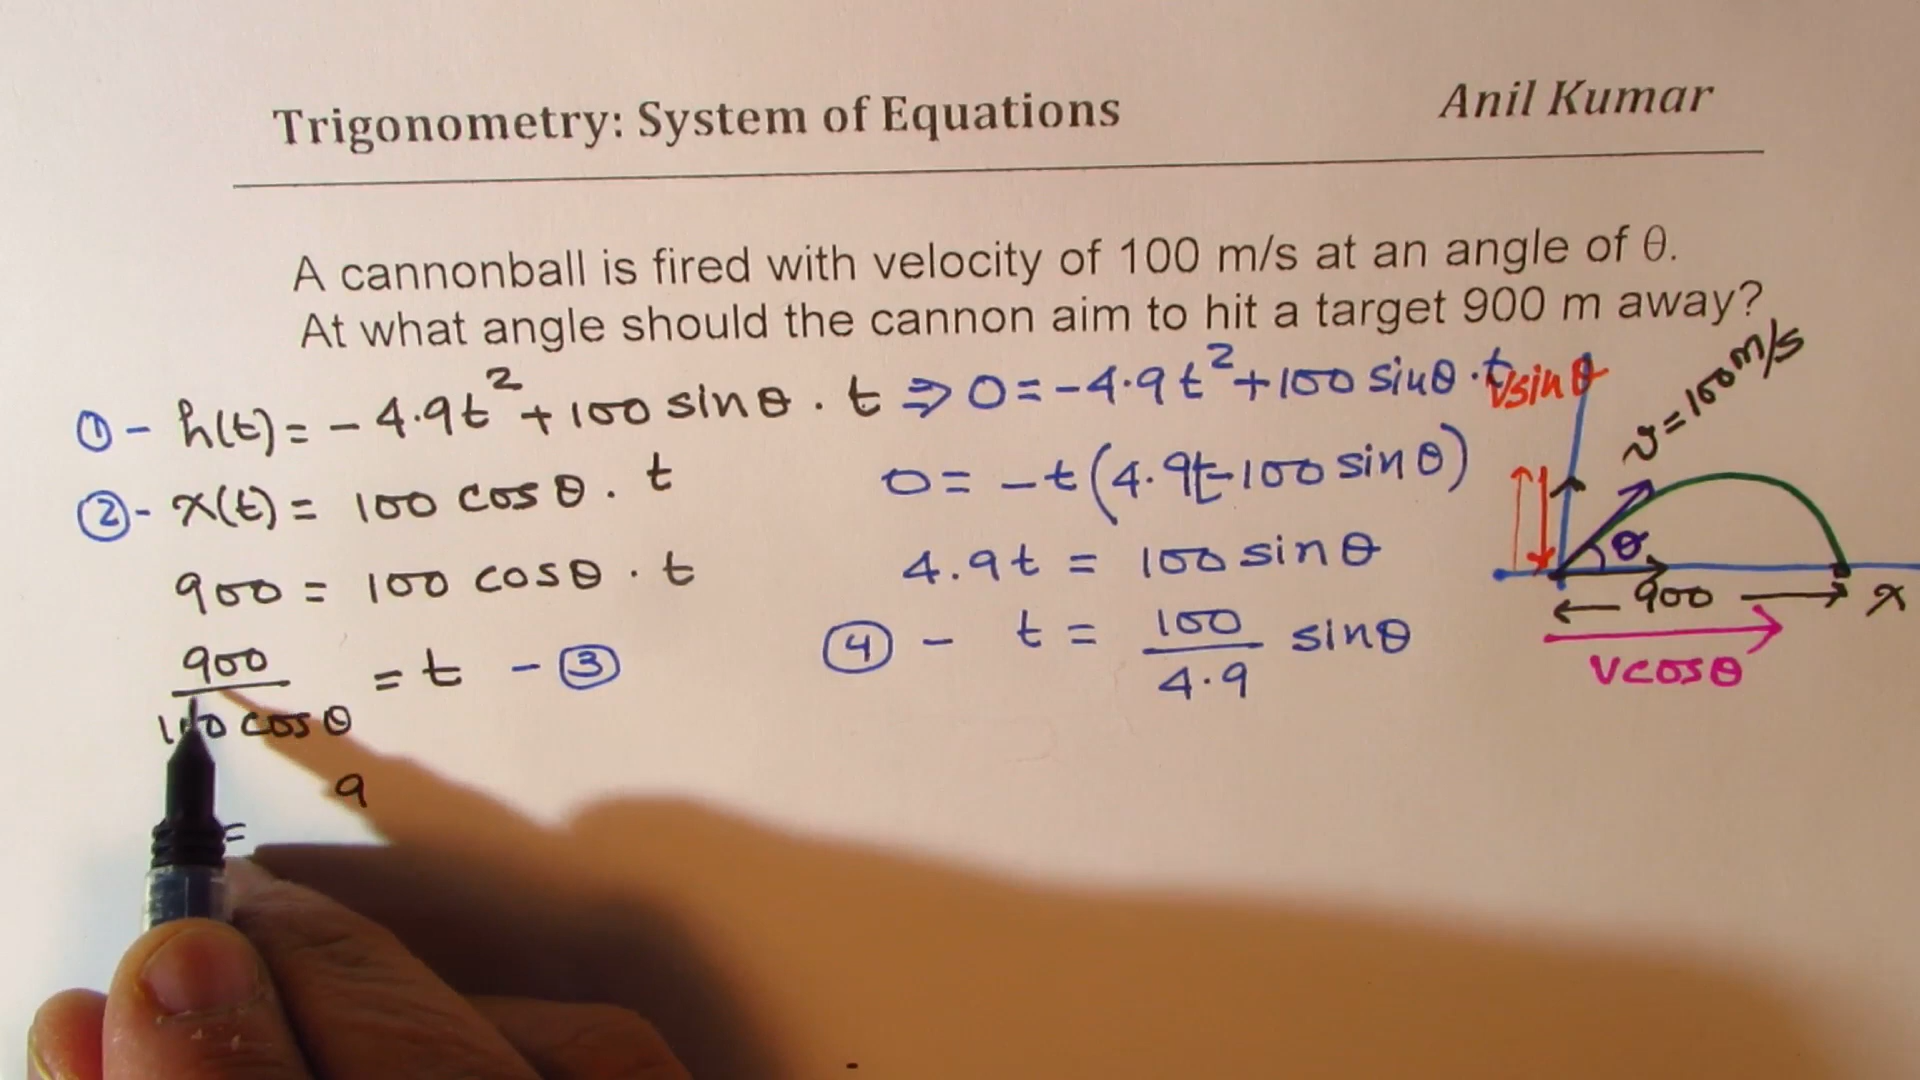 Trigonometry: System of Equations
Anil Kumar
A cannonball is fired with velocity of 100 m/s at an angle of θ.
At what angle should the cannon aim to hit a target 900 m away?
① - h(t) = - 4.9t² + 100 sinθ . t ⇒ 0 = -4.9t² + 100 sinθ . t
0 = -t(4.9t - 100 sinθ)
② - x(t) = 100 cosθ . t
900 = 100 cosθ . t
4.9t = 100 sinθ
900/100 cosθ = t - ③
④ - t = 100/4.9 sinθ
9
=
vsinθ
v = 100m/s
θ
900
x
vcosθ